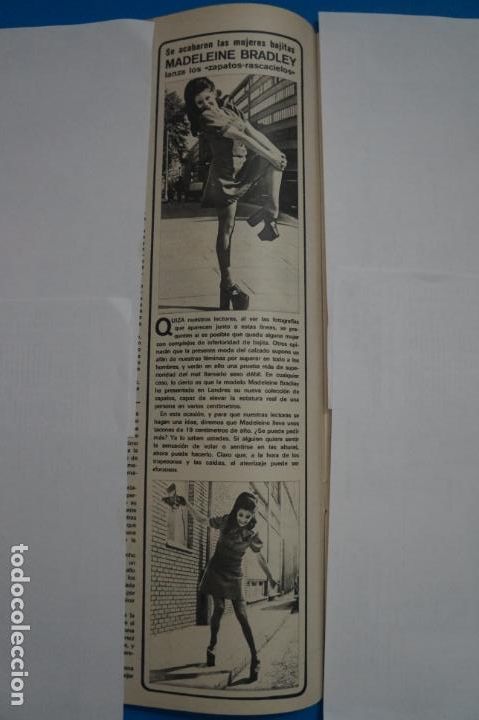 Se acabaron las mujeres bajitas
MADELEINE BRADLEY
lanza los «zapatos-rascacielos»
QUIZA nuestros lectores, al ver las fotografías
que aparecen junto a estas líneas, se pre-
gunten si es posible que quede alguna mujer
con complejos de inferioridad de bajita. Otros opi-
narán que la presente moda del calzado supone un
afán de nuestras féminas por superar en todo a los
hombres, y verán en ello una prueba más de supe-
rioridad del mal llamado sexo débil. En cualquier
caso, lo cierto es que la modelo Madeleine Bradley
ha presentado en Londres su nueva colección de
zapatos, capaz de elevar la estatura real de una
persona en varios centímetros.
En esta ocasión, y para que nuestras lectoras se
hagan una idea, diremos que Madeleine lleva unos
tacones de 19 centímetros de alto. ¿Se puede pedir
más? Ya lo saben ustedes. Si alguien quiere sentir
la sensación de volar o sentirse en las alturas,
ahora puede hacerlo. Claro que, a la hora de los
tropezones y las caídas, el aterrizaje puede ser
aforoso.
todocoleccion.net